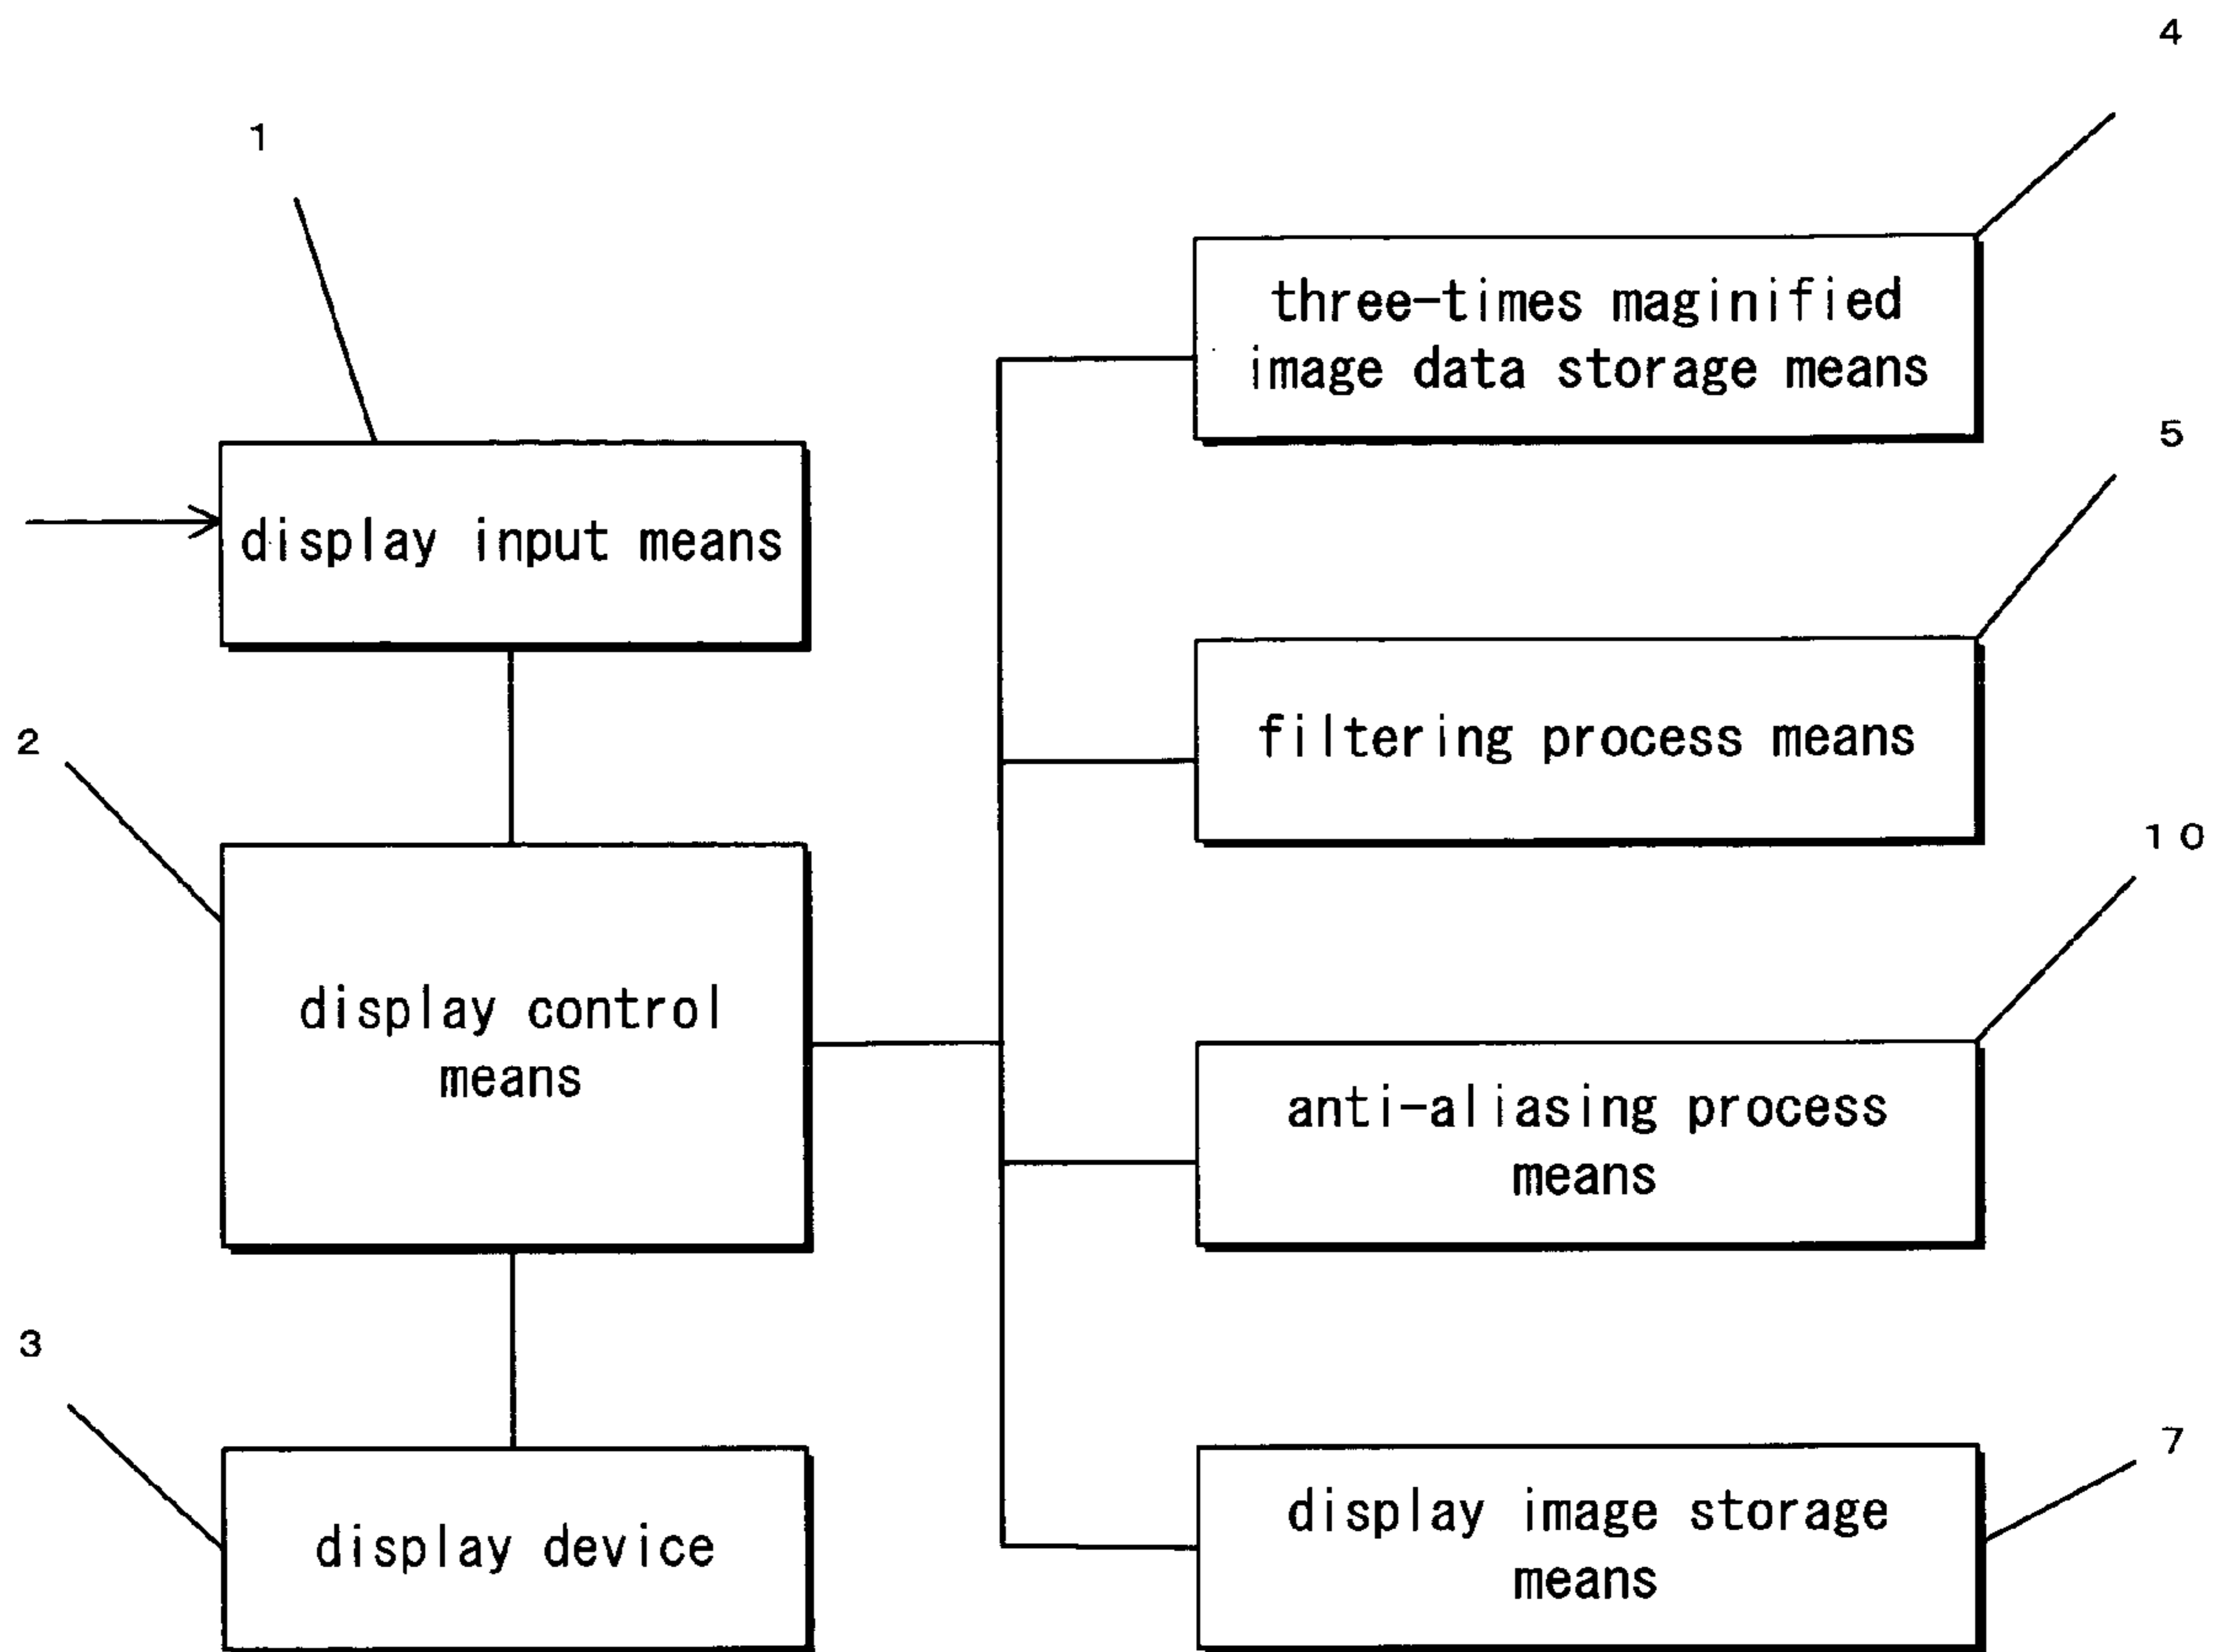 1
display input means
2
display control
means
3
display device
4
three-times maginified
image data storage means
5
filtering process means
10
anti-aliasing process
means
7
display image storage
means